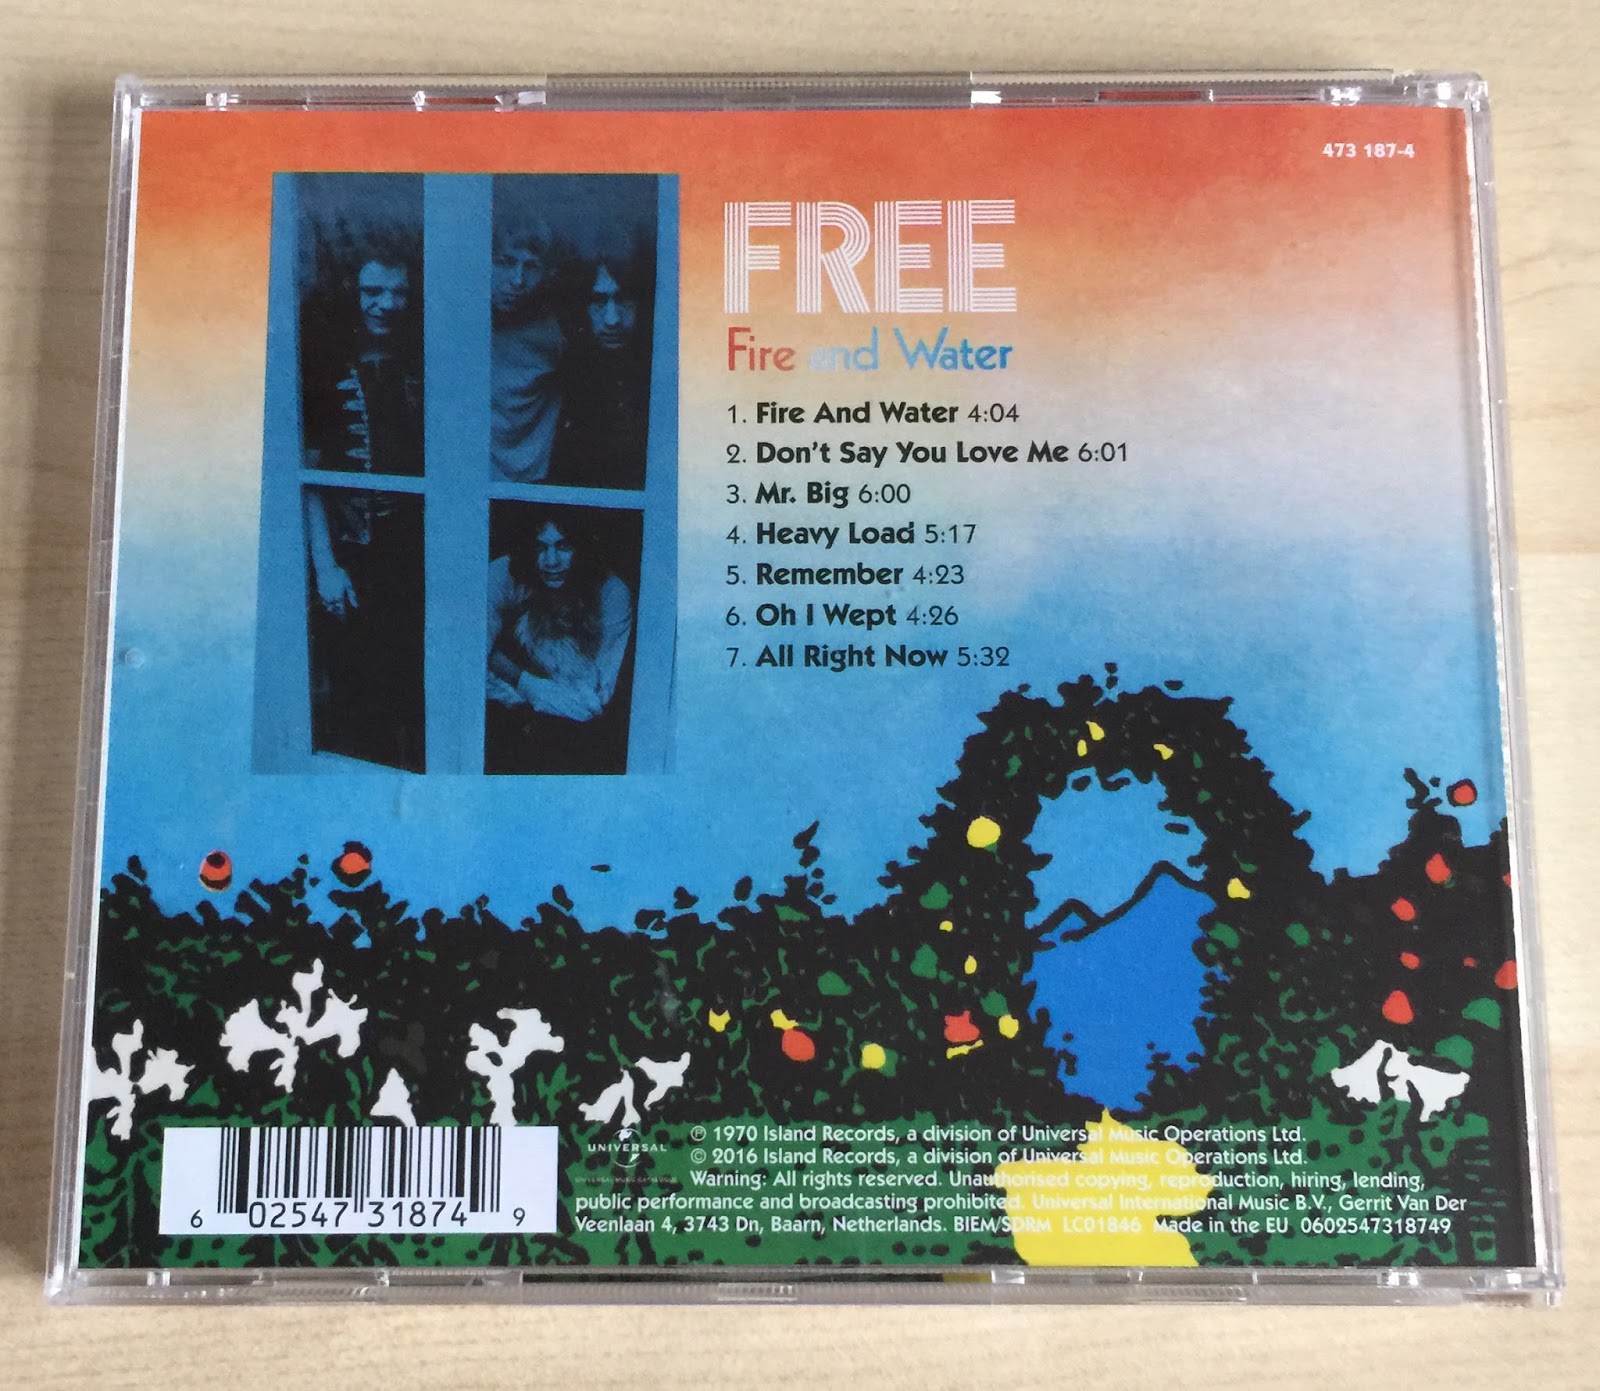 473 187-4
FREE
Fire and Water
1. Fire And Water 4:04
2. Don't Say You Love Me 6:01
3. Mr. Big 6:00
4. Heavy Load 5:17
5. Remember 4:23
6. Oh I Wept 4:26
7. All Right Now 5:32
6 02547 31874 9
UNIVERSAL
UNIVERSAL MUSIC CATALOGUE
℗ 1970 Island Records, a division of Universal Music Operations Ltd.
© 2016 Island Records, a division of Universal Music Operations Ltd.
Warning: All rights reserved. Unauthorised copying, reproduction, hiring, lending,
public performance and broadcasting prohibited. Universal International Music B.V., Gerrit Van Der
Veenlaan 4, 3743 Dn, Baarn, Netherlands. BIEM/SDRM LC01846 Made in the EU 0602547318749